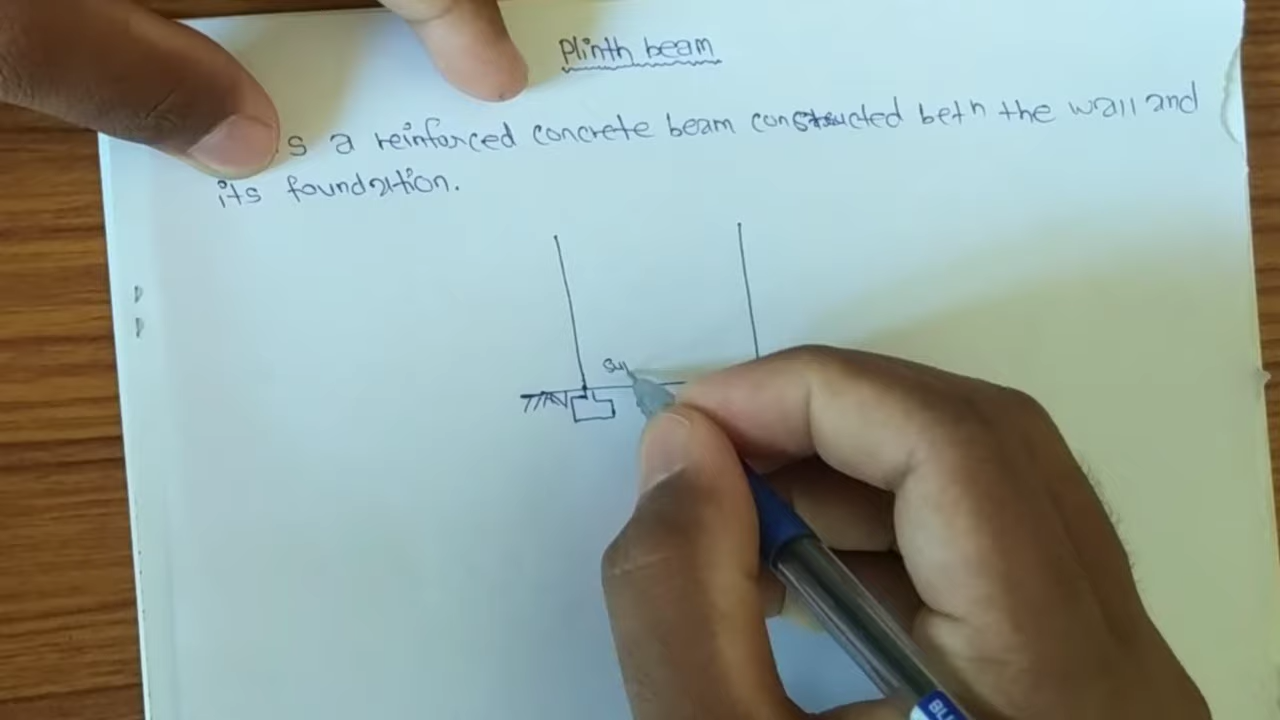 Plinth beam
s a reinforced concrete beam constructed betn the wall and
its foundation.